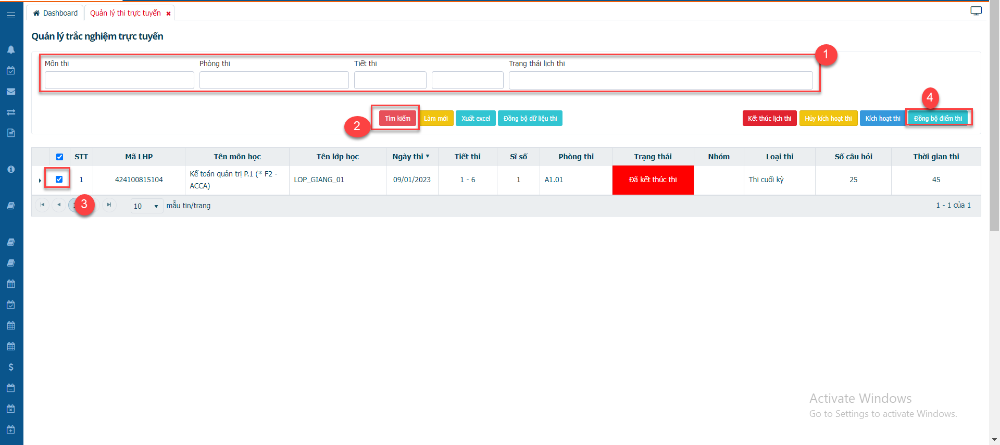 Dashboard
Quản lý thi trực tuyến
Quản lý trắc nghiệm trực tuyến
1
Môn thi
Phòng thi
Tiết thi
Trạng thái lịch thi
4
2
Tìm kiếm
Làm mới
Xuất excel
Đồng bộ dữ liệu thi
Kết thúc lịch thi
Hủy kích hoạt thi
Kích hoạt thi
Đồng bộ điểm thi
STT
Mã LHP
Tên môn học
Tên lớp học
Ngày thi
Tiết thi
Sĩ số
Phòng thi
Trạng thái
Nhóm
Loại thi
Số câu hỏi
Thời gian thi
1
424100815104
Kế toán quản trị P.1 (* F2 -
ACCA)
LOP_GIANG_01
09/01/2023
1 - 6
1
A1.01
Đã kết thúc thi
Thi cuối kỳ
25
45
3
10
mẫu tin/trang
1 - 1 của 1
Activate Windows
Go to Settings to activate Windows.